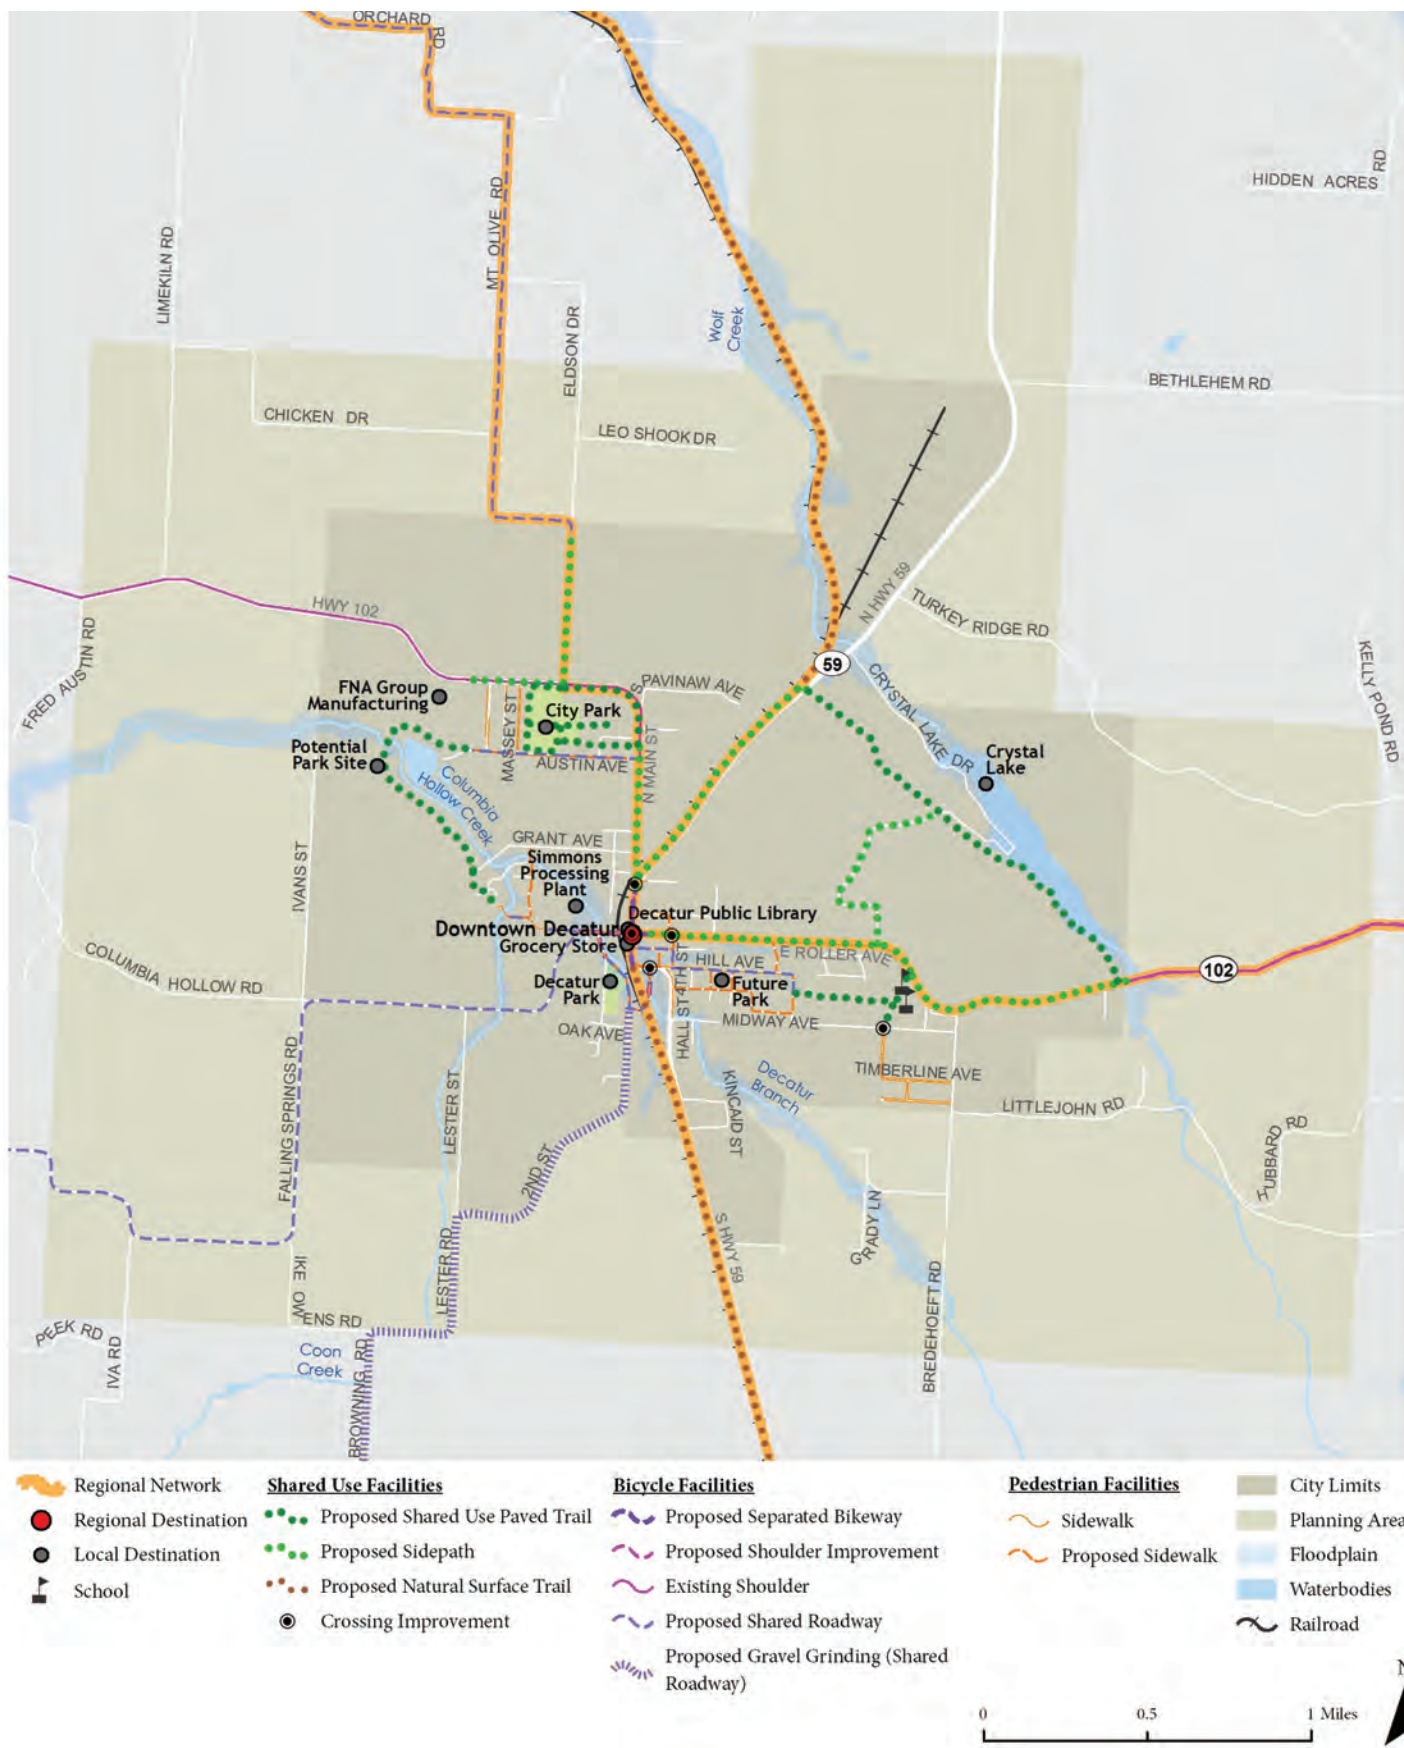 ORCHARD
RD
HIDDEN ACRES RD
LIMEKILN RD
MT OLIVE RD
Wolf
Creek
ELDSON DR
BETHLEHEM RD
CHICKEN DR
LEO SHOOK DR
N HWY 59
HWY 102
TURKEY RIDGE RD
FRED AUSTIN RD
59
KELLY POND RD
CRYSTAL LAKE DR
S
PAVINAW AVE
FNA Group
Manufacturing
MASSEY ST
City Park
Potential
Park Site
AUSTIN AVE
N MAIN ST
Crystal
Lake
Columbia
Hollow Creek
GRANT AVE
Simmons
Processing
Plant
IVANS ST
Decatur Public Library
Downtown Decatur
Grocery Store
E ROLLER AVE
HILL AVE
4TH ST
102
COLUMBIA HOLLOW RD
Decatur
Park
Future
Park
HALL ST
MIDWAY AVE
OAK AVE
FALLING SPRINGS RD
LESTER ST
KINCAID ST
Decatur
Branch
TIMBERLINE AVE
LITTLEJOHN RD
HUBBARD RD
2ND ST
GRADY LN
S HWY 59
LESTER RD
IKE OWENS RD
BREDEHOEFT RD
PEEK RD
IVA RD
Coon
Creek
BROWNING RD
Regional Network
Regional Destination
Local Destination
School
Shared Use Facilities
Proposed Shared Use Paved Trail
Proposed Sidepath
Proposed Natural Surface Trail
Crossing Improvement
Bicycle Facilities
Proposed Separated Bikeway
Proposed Shoulder Improvement
Existing Shoulder
Proposed Shared Roadway
Proposed Gravel Grinding (Shared
Roadway)
Pedestrian Facilities
Sidewalk
Proposed Sidewalk
City Limits
Planning Area
Floodplain
Waterbodies
Railroad
N
0 0.5 1 Miles